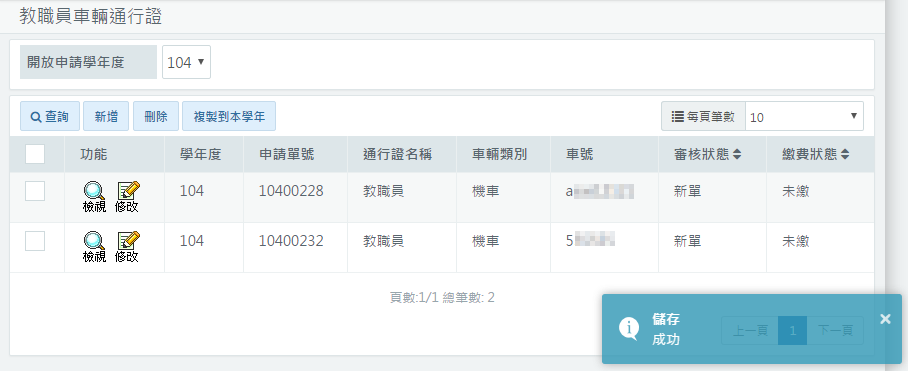 教職員車輛通行證
開放申請學年度 104
查詢 新增 刪除 複製到本學年 每頁筆數 10
功能 學年度 申請單號 通行證名稱 車輛類別 車號 審核狀態 繳費狀態
檢視 修改 104 10400228 教職員 機車 a 新單 未繳
檢視 修改 104 10400232 教職員 機車 5 新單 未繳
頁數:1/1 總筆數: 2
儲存
成功
上一頁 1 下一頁